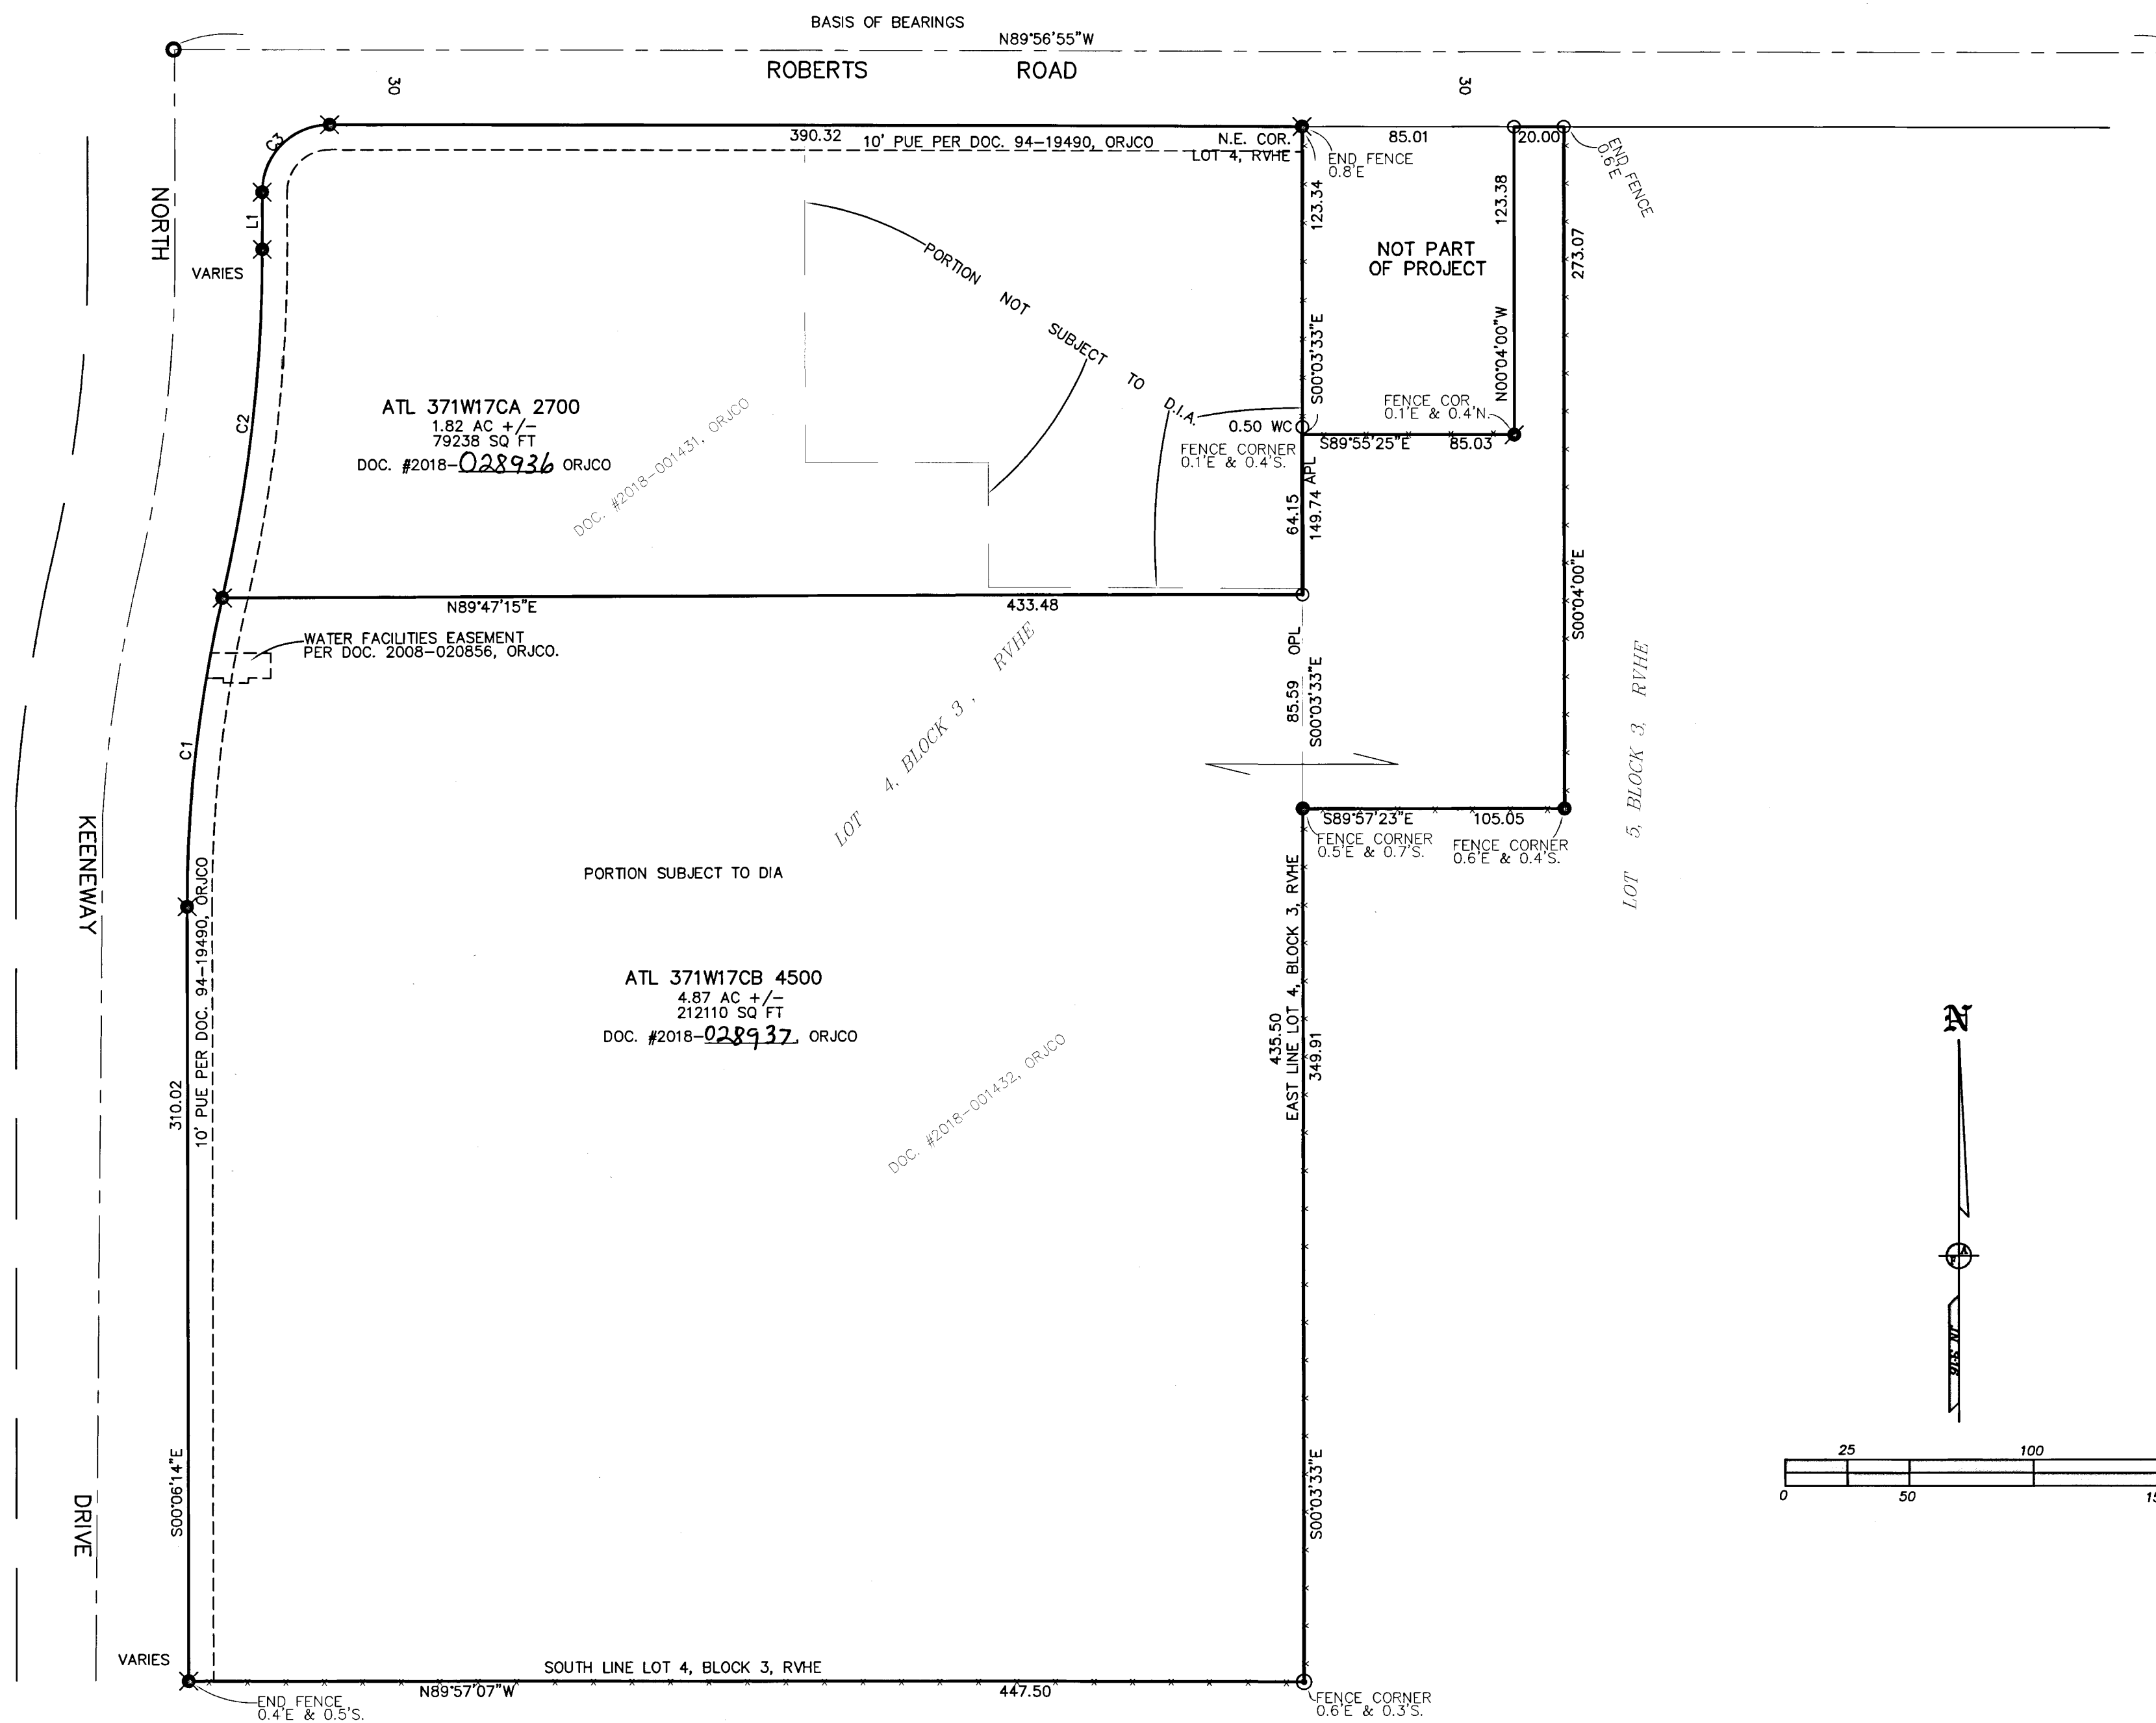 BASIS OF BEARINGS
N89°56'55"W
ROBERTS ROAD
30
30
390.32
10' PUE PER DOC. 94-19490, ORJCO
N.E. COR.
LOT 4, RVHE
85.01
20.00
END FENCE
0.8'E
END FENCE
0.6'E
C3
L1
NORTH
VARIES
123.34
123.38
NOT PART
OF PROJECT
273.07
PORTION NOT SUBJECT TO D.I.A.
S00°03'33"E
N00°04'00"W
C2
ATL 371W17CA 2700
1.82 AC +/-
79238 SQ FT
DOC. #2018-028936 ORJCO
DOC. #2018-001431, ORJCO
FENCE COR.
0.1'E & 0.4'N.
0.50 WC
FENCE CORNER
0.1'E & 0.4'S.
S89°55'25"E
85.03
64.15
149.74 APL
S00°04'00"E
N89°47'15"E
433.48
WATER FACILITIES EASEMENT
PER DOC. 2008-020856, ORJCO.
85.59 OPL
S00°03'33"E
LOT 4, BLOCK 3, RVHE
LOT 5, BLOCK 3, RVHE
C1
S89°57'23"E
105.05
FENCE CORNER
0.5'E & 0.7'S.
FENCE CORNER
0.6'E & 0.4'S.
KEENEWAY
PORTION SUBJECT TO DIA
10' PUE PER DOC. 94-19490, ORJCO
ATL 371W17CB 4500
4.87 AC +/-
212110 SQ FT
DOC. #2018-028937, ORJCO
DOC. #2018-001432, ORJCO
435.50
EAST LINE LOT 4, BLOCK 3, RVHE
349.91
310.02
N
S00°06'14"E
S00°03'33"E
DRIVE
25
100
0
50
VARIES
SOUTH LINE LOT 4, BLOCK 3, RVHE
N89°57'07"W
447.50
END FENCE
0.4'E & 0.5'S.
FENCE CORNER
0.6'E & 0.3'S.